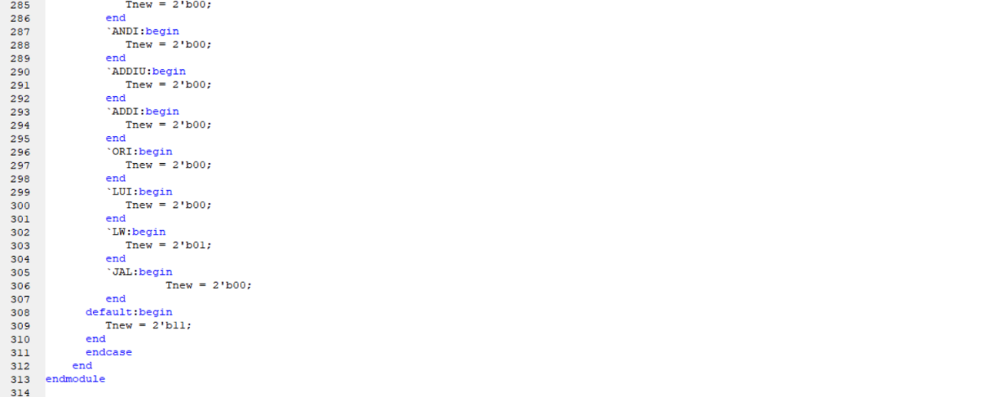 285 Tnew = 2'b00;
286 end
287 `ANDI:begin
288 Tnew = 2'b00;
289 end
290 `ADDIU:begin
291 Tnew = 2'b00;
292 end
293 `ADDI:begin
294 Tnew = 2'b00;
295 end
296 `ORI:begin
297 Tnew = 2'b00;
298 end
299 `LUI:begin
300 Tnew = 2'b00;
301 end
302 `LW:begin
303 Tnew = 2'b01;
304 end
305 `JAL:begin
306 Tnew = 2'b00;
307 end
308 default:begin
309 Tnew = 2'b11;
310 end
311 endcase
312 end
313 endmodule
314